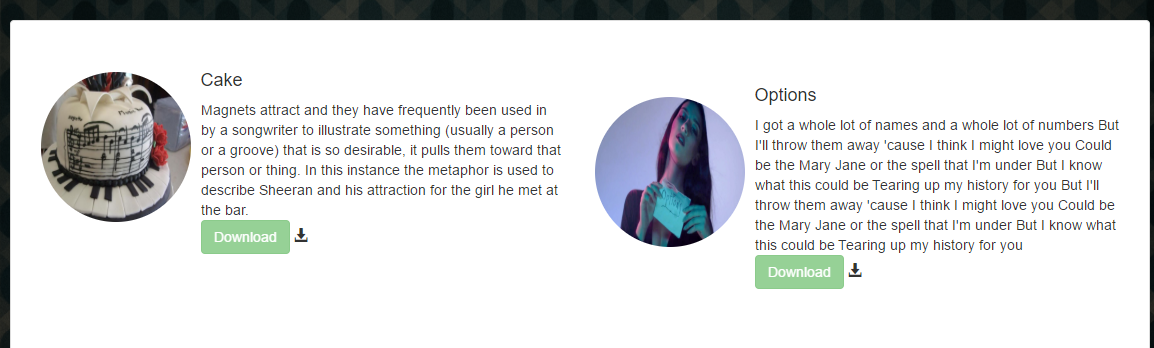 Cake
Magnets attract and they have frequently been used in
by a songwriter to illustrate something (usually a person
or a groove) that is so desirable, it pulls them toward that
person or thing. In this instance the metaphor is used to
describe Sheeran and his attraction for the girl he met at
the bar.
Download
Options
I got a whole lot of names and a whole lot of numbers But
I'll throw them away 'cause I think I might love you Could
be the Mary Jane or the spell that I'm under But I know
what this could be Tearing up my history for you But I'll
throw them away 'cause I think I might love you Could be
the Mary Jane or the spell that I'm under But I know what
this could be Tearing up my history for you
Download